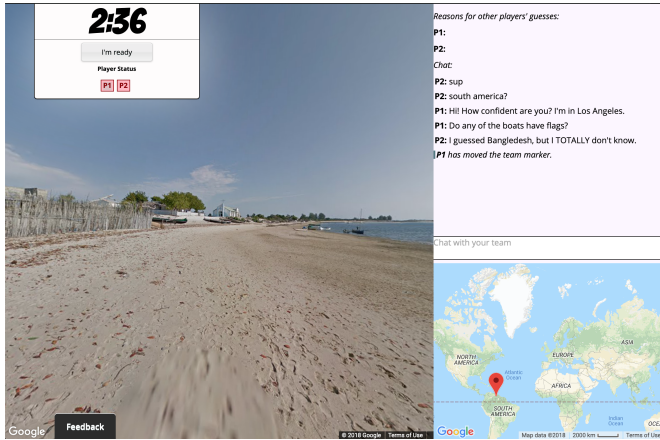 2:36
I'm ready
Player Status
P1 P2
Google
Feedback
© 2018 Google
Terms of Use
Reasons for other players' guesses:
P1:
P2:
Chat:
P2: sup
P2: south america?
P1: Hi! How confident are you? I'm in Los Angeles.
P1: Do any of the boats have flags?
P2: I guessed Bangledesh, but I TOTALLY don't know.
P1 has moved the team marker.
Chat with your team
NORTH
AMERICA
Atlantic
Ocean
EUROPE
ASIA
AFRICA
SOUTH
AMERICA
Indian
Ocean
OCE
Google
Map data ©2018
2000 km
Terms of Use